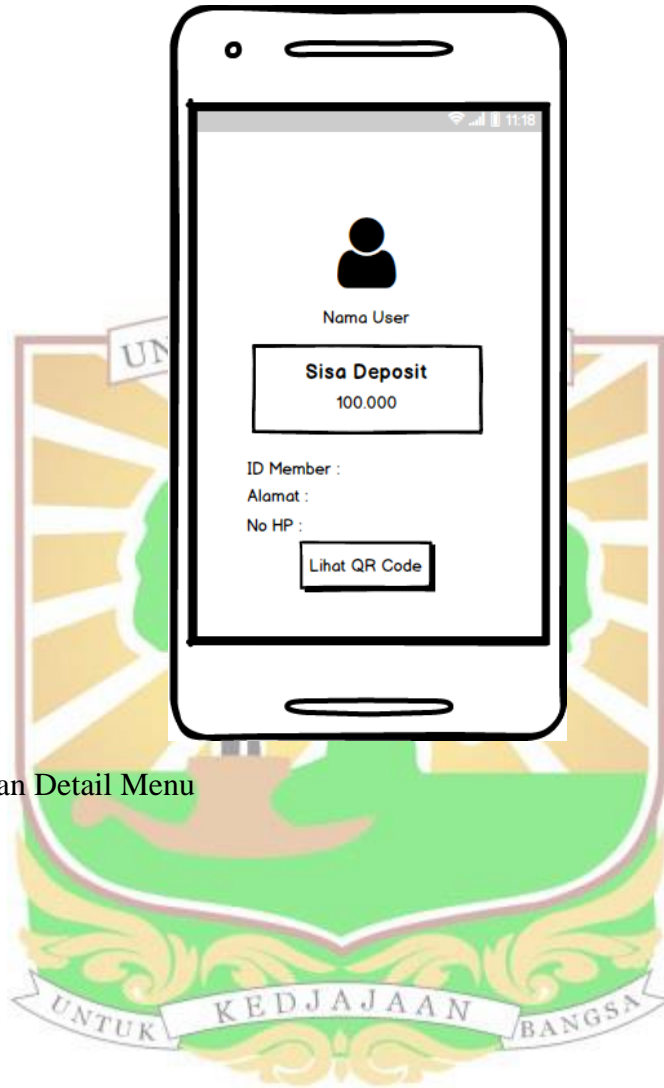 11:18
Nama User
UN
Sisa Deposit
100.000
ID Member :
Alamat :
No HP :
Lihat QR Code
an Detail Menu
UNTUK KEDJAJAAN BANGSA